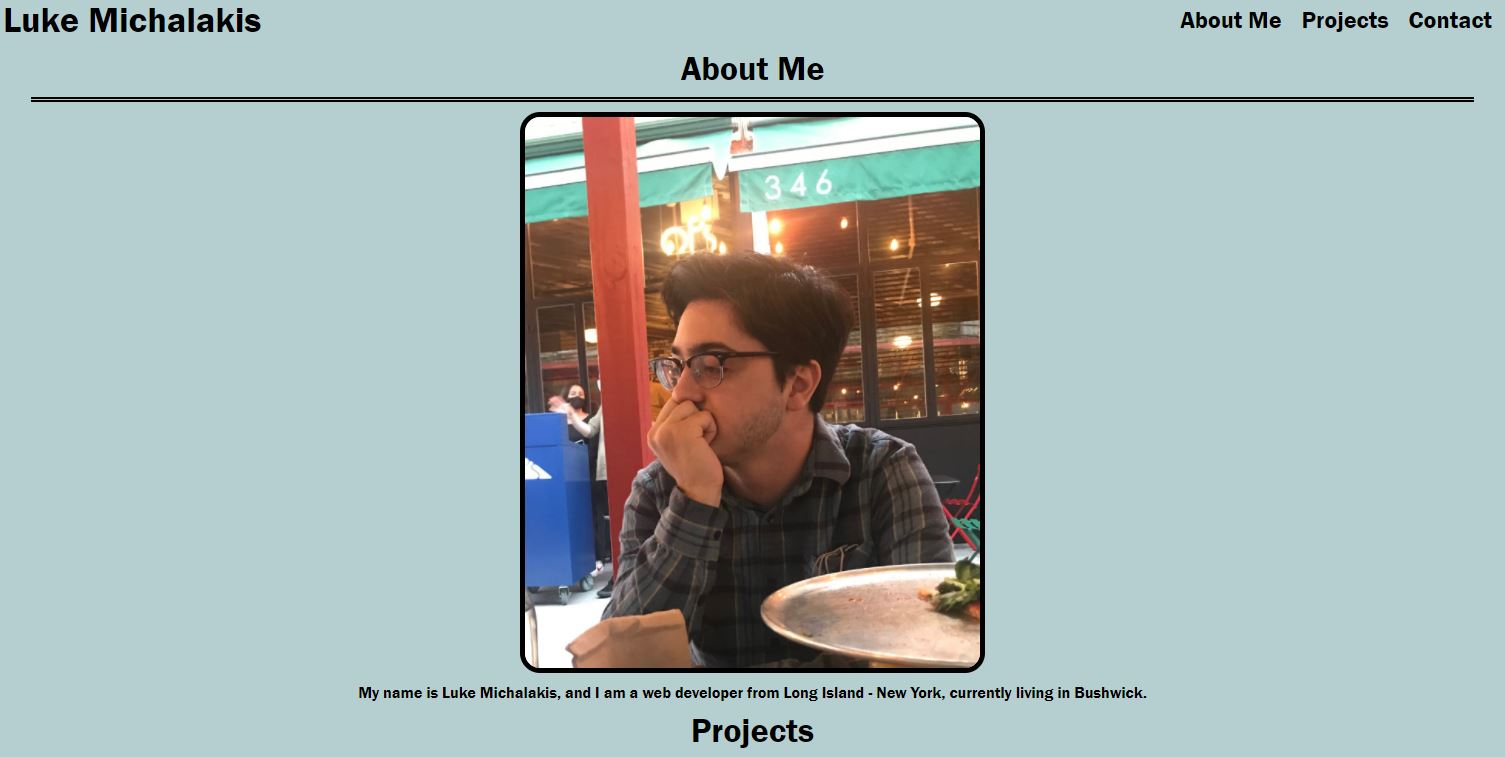 Luke Michalakis
About Me Projects Contact
About Me
346
My name is Luke Michalakis, and I am a web developer from Long Island - New York, currently living in Bushwick.
Projects